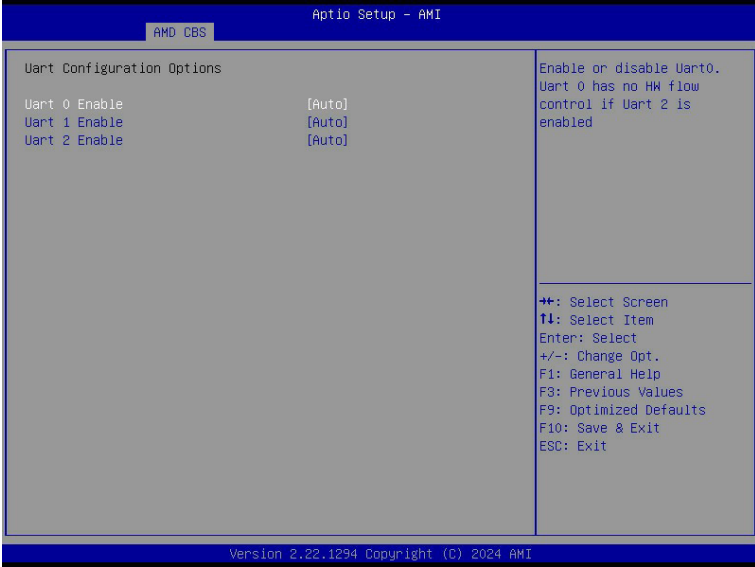 Aptio Setup - AMI
AMD CBS
Uart Configuration Options
Uart 0 Enable [Auto]
Uart 1 Enable [Auto]
Uart 2 Enable [Auto]
Enable or disable Uart0.
Uart 0 has no HW flow
control if Uart 2 is
enabled
→←: Select Screen
↑↓: Select Item
Enter: Select
+/-: Change Opt.
F1: General Help
F3: Previous Values
F9: Optimized Defaults
F10: Save & Exit
ESC: Exit
Version 2.22.1294 Copyright (C) 2024 AMI